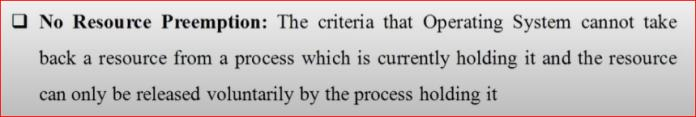 ❑ No Resource Preemption: The criteria that Operating System cannot take
back a resource from a process which is currently holding it and the resource
can only be released voluntarily by the process holding it